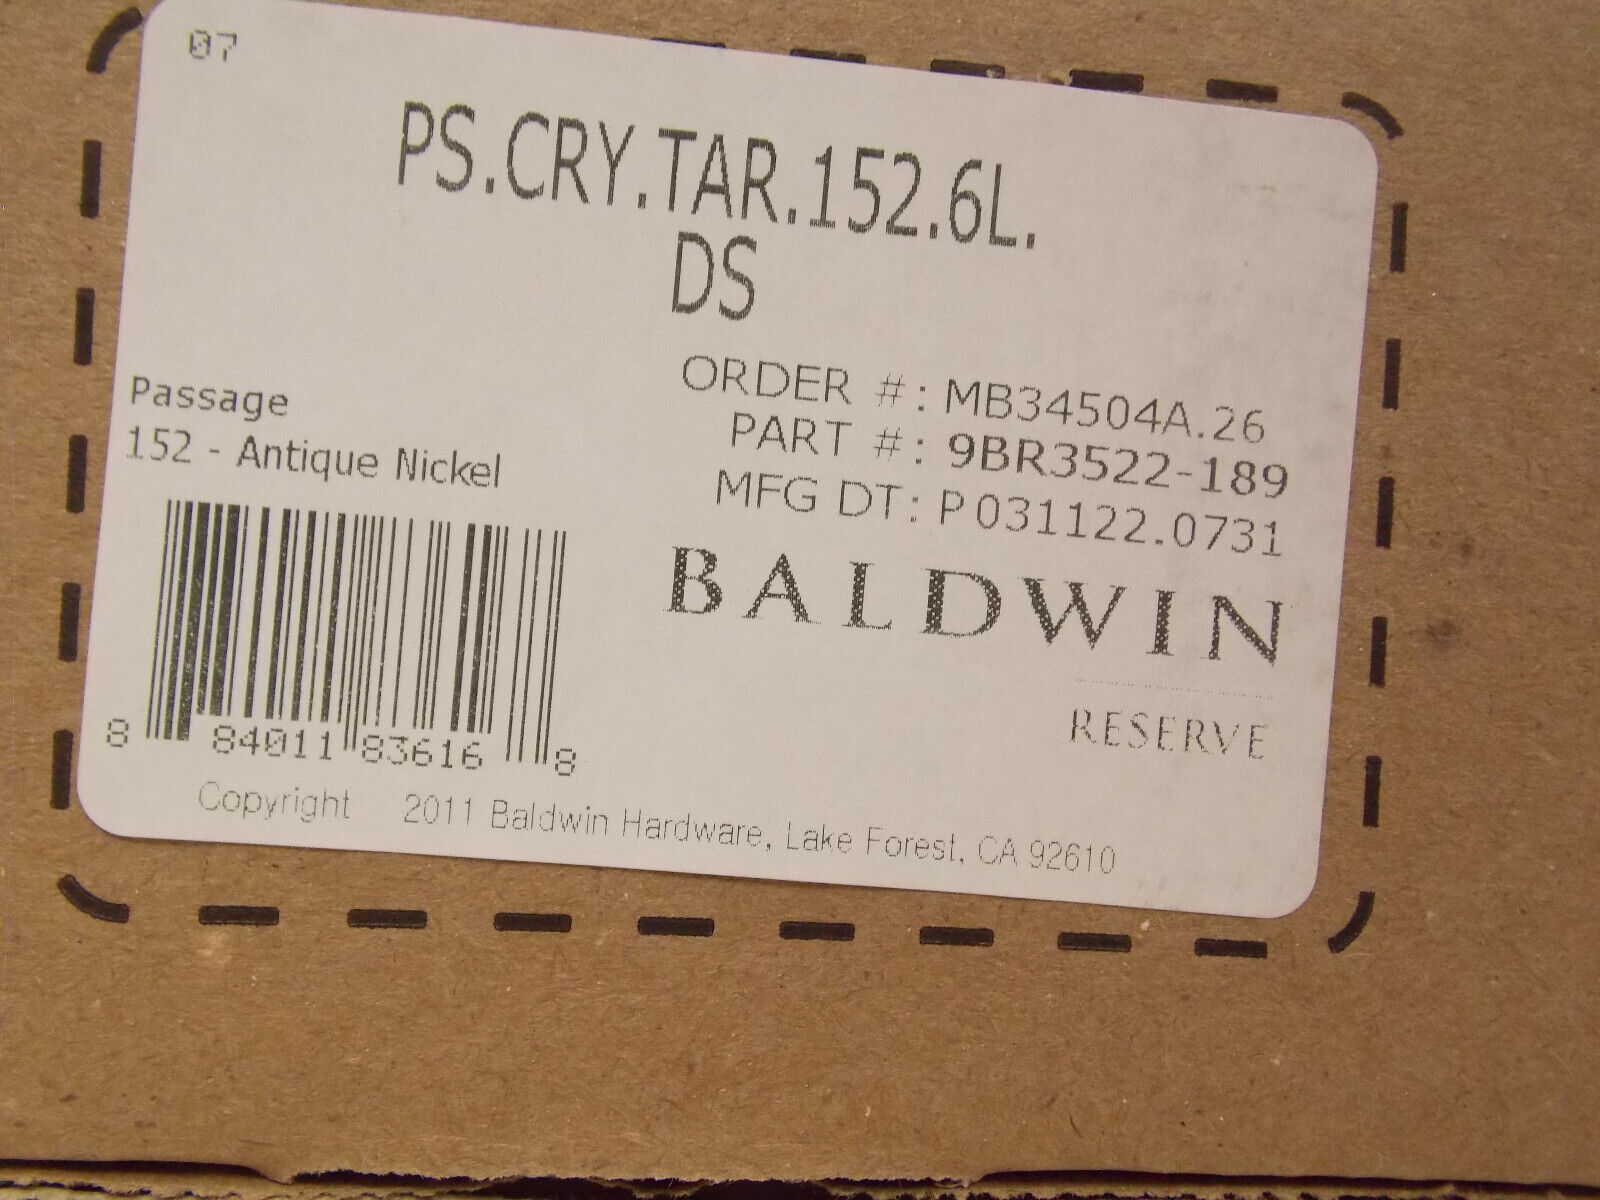 07
PS.CRY.TAR.152.6L.
DS
Passage
152 - Antique Nickel
ORDER #: MB34504A.26
PART #: 9BR3522-189
MFG DT: P031122.0731
BALDWIN
RESERVE
8 84011 83616 8
Copyright 2011 Baldwin Hardware, Lake Forest, CA 92610